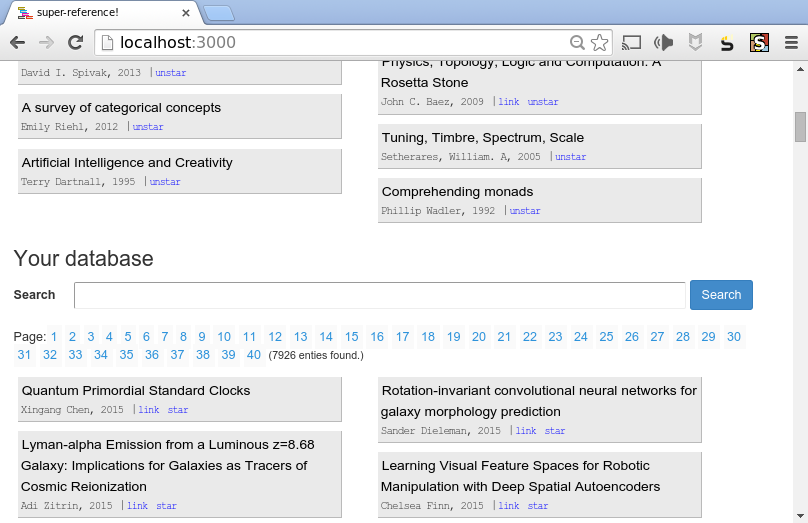 super-reference!
localhost:3000
David I. Spivak, 2013 |unstar
A survey of categorical concepts
Emily Riehl, 2012 |unstar
Artificial Intelligence and Creativity
Terry Dartnall, 1995 |unstar
Physics, Topology, Logic and Computation: A
Rosetta Stone
John C. Baez, 2009 |link unstar
Tuning, Timbre, Spectrum, Scale
Setherares, William. A, 2005 |unstar
Comprehending monads
Phillip Wadler, 1992 |unstar
Your database
Search
Search
Page: 1 2 3 4 5 6 7 8 9 10 11 12 13 14 15 16 17 18 19 20 21 22 23 24 25 26 27 28 29 30
31 32 33 34 35 36 37 38 39 40 (7926 enties found.)
Quantum Primordial Standard Clocks
Xingang Chen, 2015 |link star
Lyman-alpha Emission from a Luminous z=8.68
Galaxy: Implications for Galaxies as Tracers of
Cosmic Reionization
Adi Zitrin, 2015 |link star
Rotation-invariant convolutional neural networks for
galaxy morphology prediction
Sander Dieleman, 2015 |link star
Learning Visual Feature Spaces for Robotic
Manipulation with Deep Spatial Autoencoders
Chelsea Finn, 2015 |link star